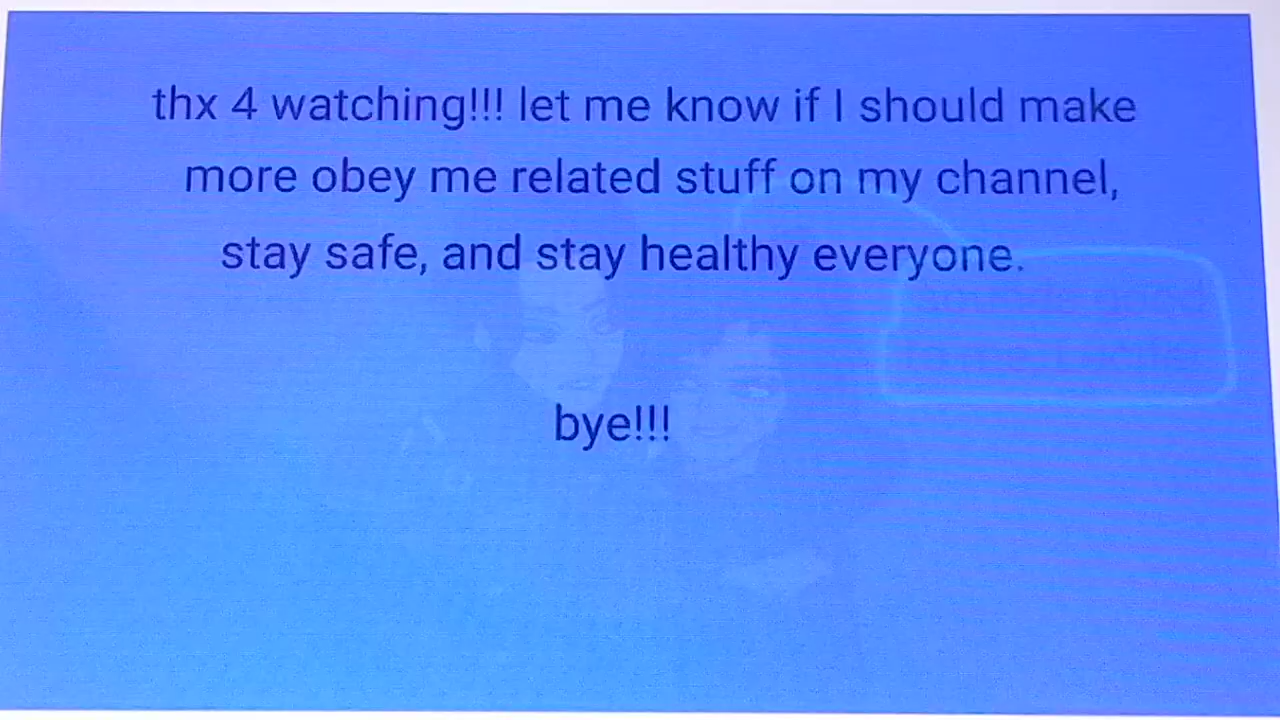 thx 4 watching!!! let me know if I should make
more obey me related stuff on my channel,
stay safe, and stay healthy everyone.
bye!!!